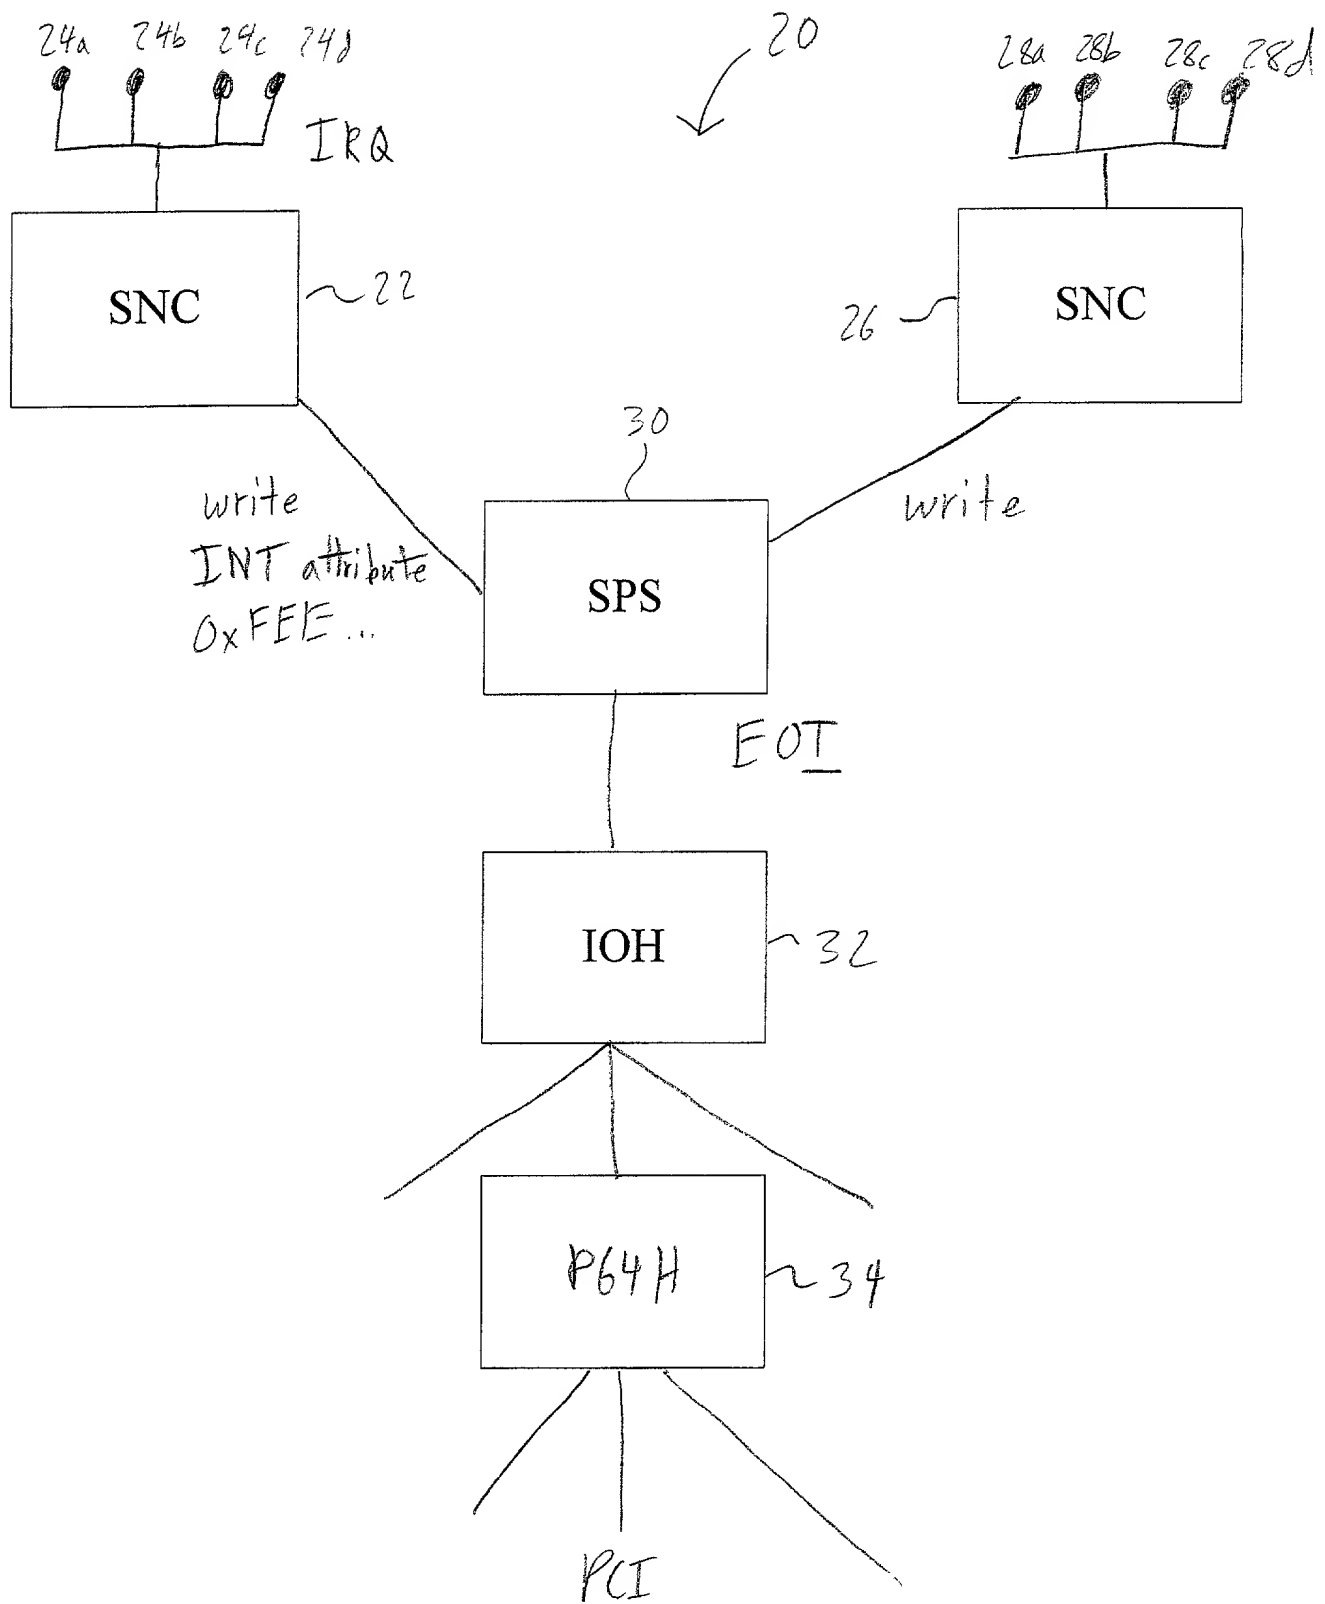 24a 24b 24c 24d
20
28a 28b 28c 28d
IRQ
SNC
22
26
SNC
30
write
INT attribute
0xFEE...
write
SPS
EOI
IOH
32
P64H
34
PCI